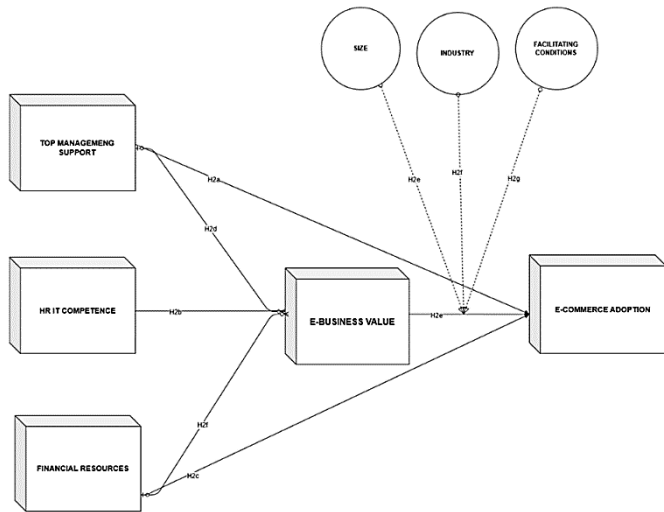 SIZE
INDUSTRY
FACILITATING
CONDITIONS
TOP MANAGEMENG
SUPPORT
H2a
H2e
H2f
H2g
H2d
HR IT COMPETENCE
H2b
E-BUSINESS VALUE
H2e
E-COMMERCE ADOPTION
H2f
FINANCIAL RESOURCES
H2c